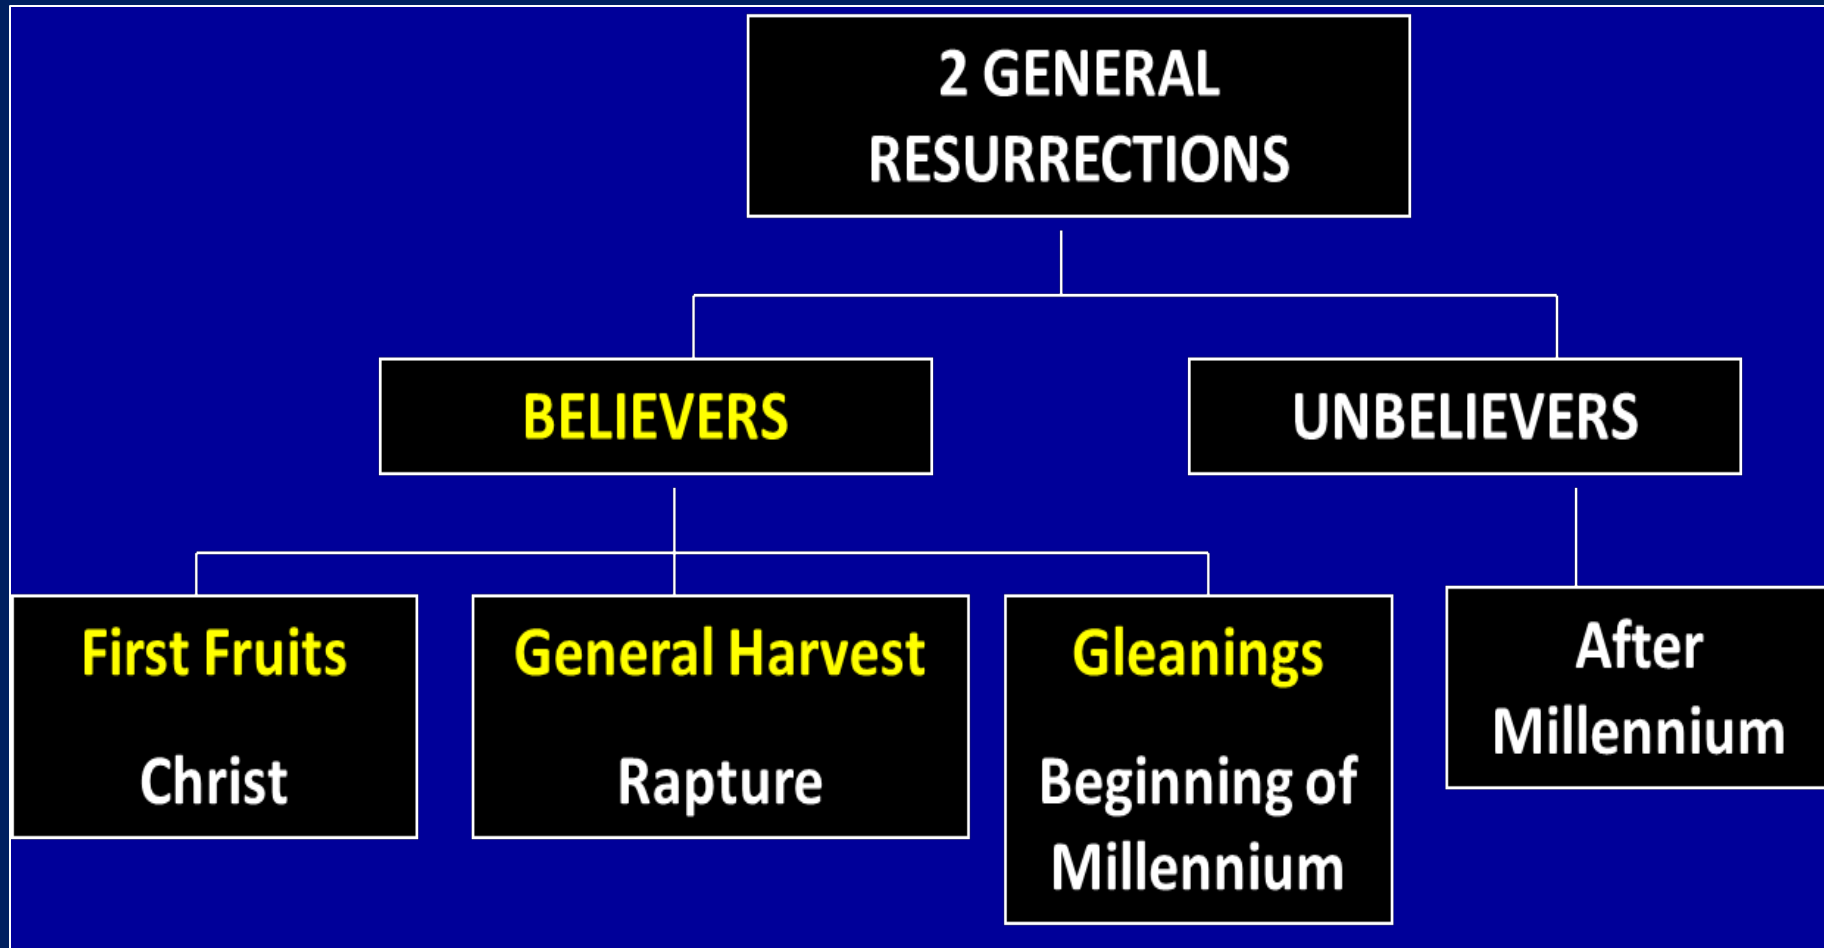 2 GENERAL
RESURRECTIONS
BELIEVERS
UNBELIEVERS
First Fruits
Christ
General Harvest
Rapture
Gleanings
Beginning of
Millennium
After
Millennium